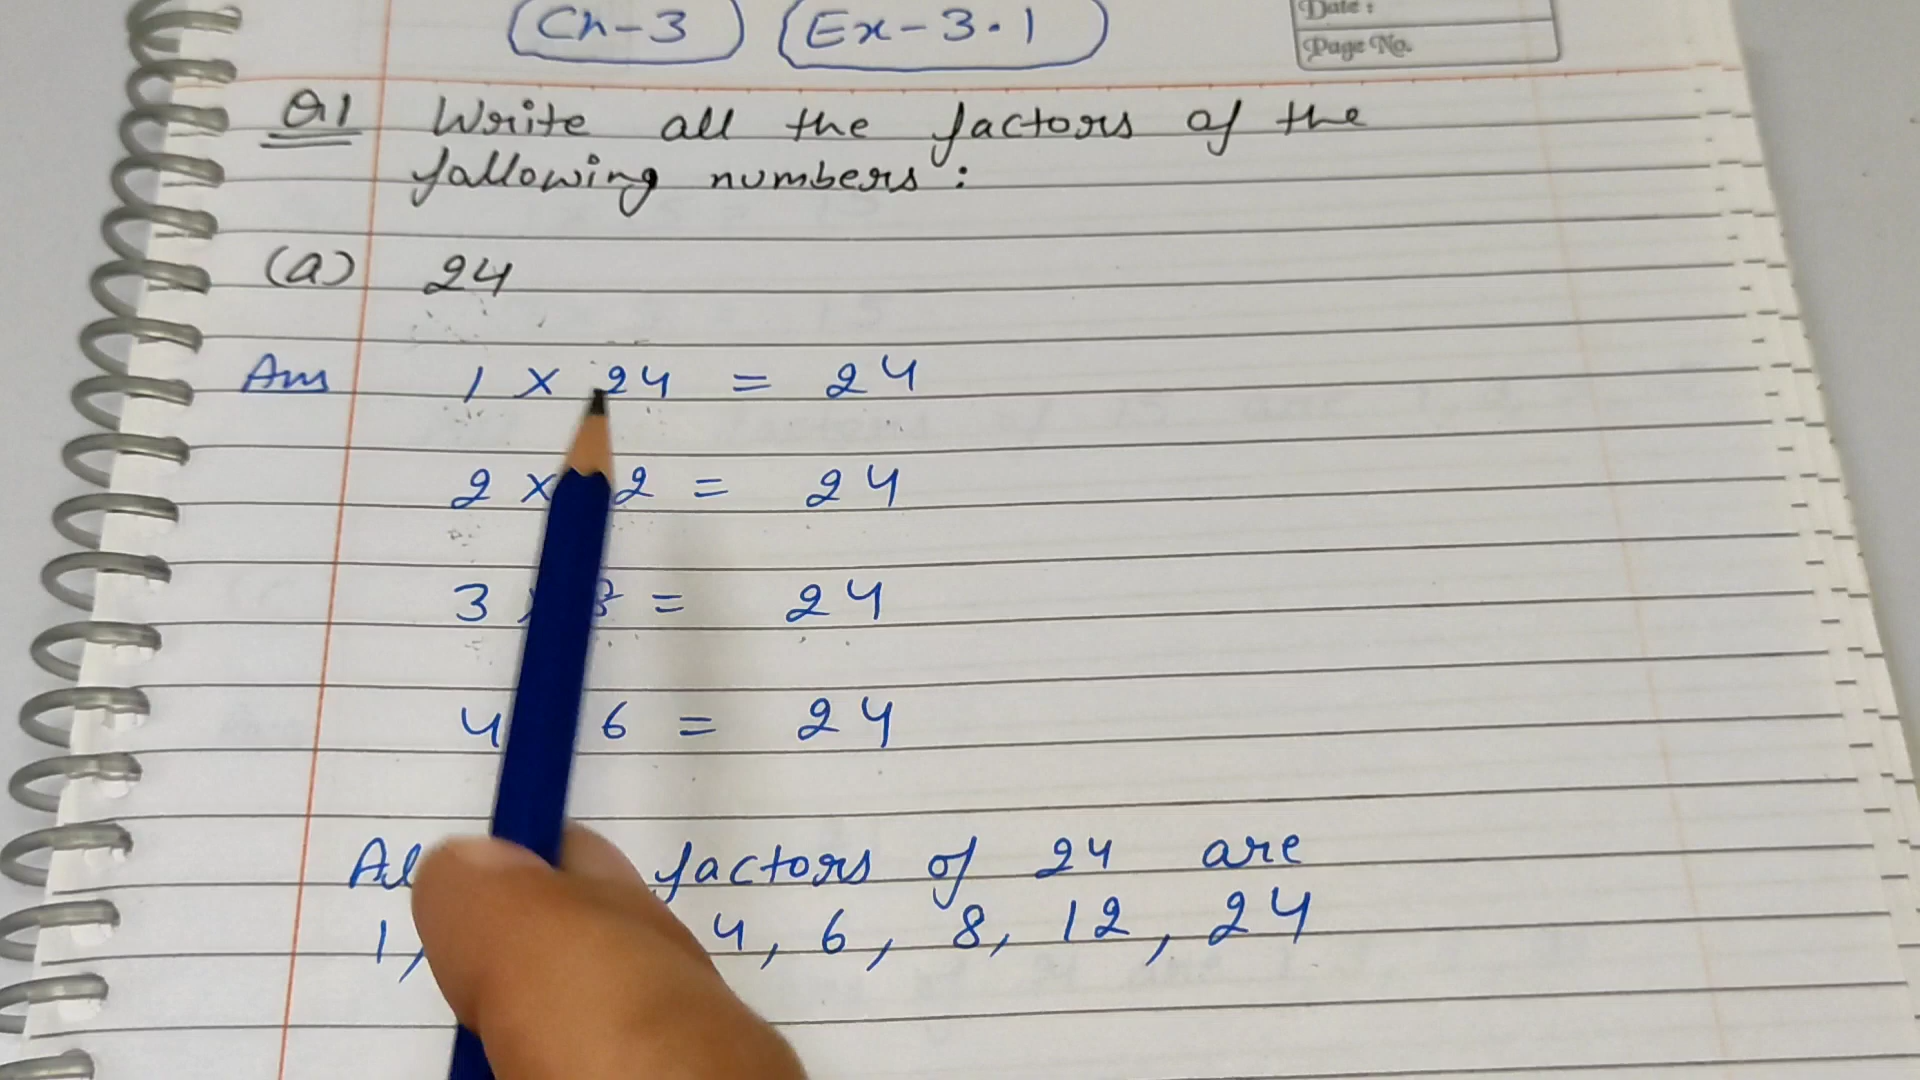 Ch-3 Ex-3.1
Date:
Page No.
Q1 Write all the factors of the
following numbers:
(a) 24
Ans 1 × 24 = 24
2 × 2 = 24
3 = 24
4 6 = 24
factors of 24 are
1, 4, 6, 8, 12, 24